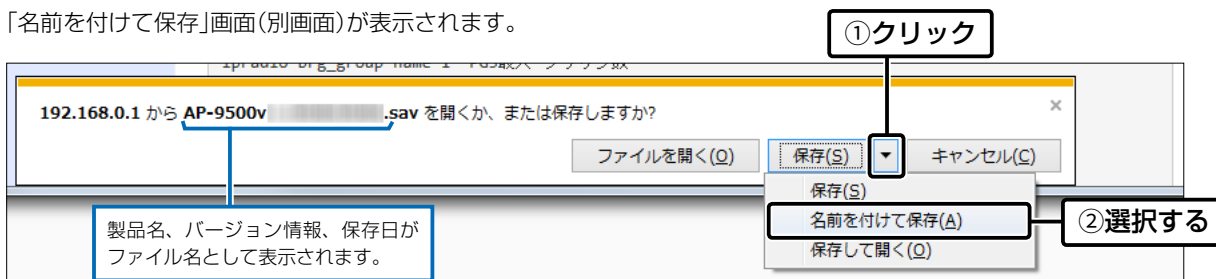 「名前を付けて保存」画面(別画面)が表示されます。
①クリック
192.168.0.1 から AP-9500v .sav を開くか、または保存しますか?
×
ファイルを開く(O) 保存(S) ▼ キャンセル(C)
保存(S)
名前を付けて保存(A)
②選択する
保存して開く(O)
製品名、バージョン情報、保存日が
ファイル名として表示されます。